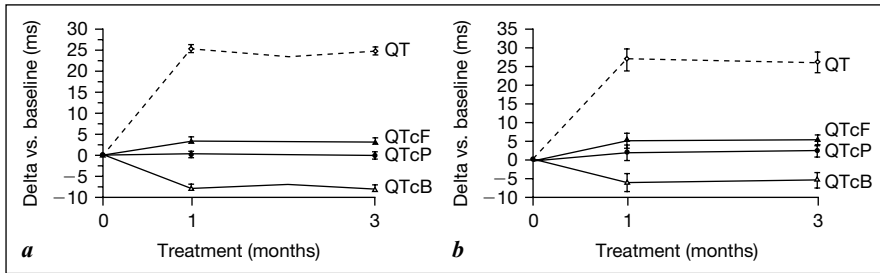 Delta vs. baseline (ms)
30
25
20
15
10
5
0
−5
−10
QT
QTcF
QTcP
QTcB
0
1
3
a
Treatment (months)
Delta vs. baseline (ms)
35
30
25
20
15
10
5
0
−5
−10
QT
QTcF
QTcP
QTcB
0
1
3
b
Treatment (months)